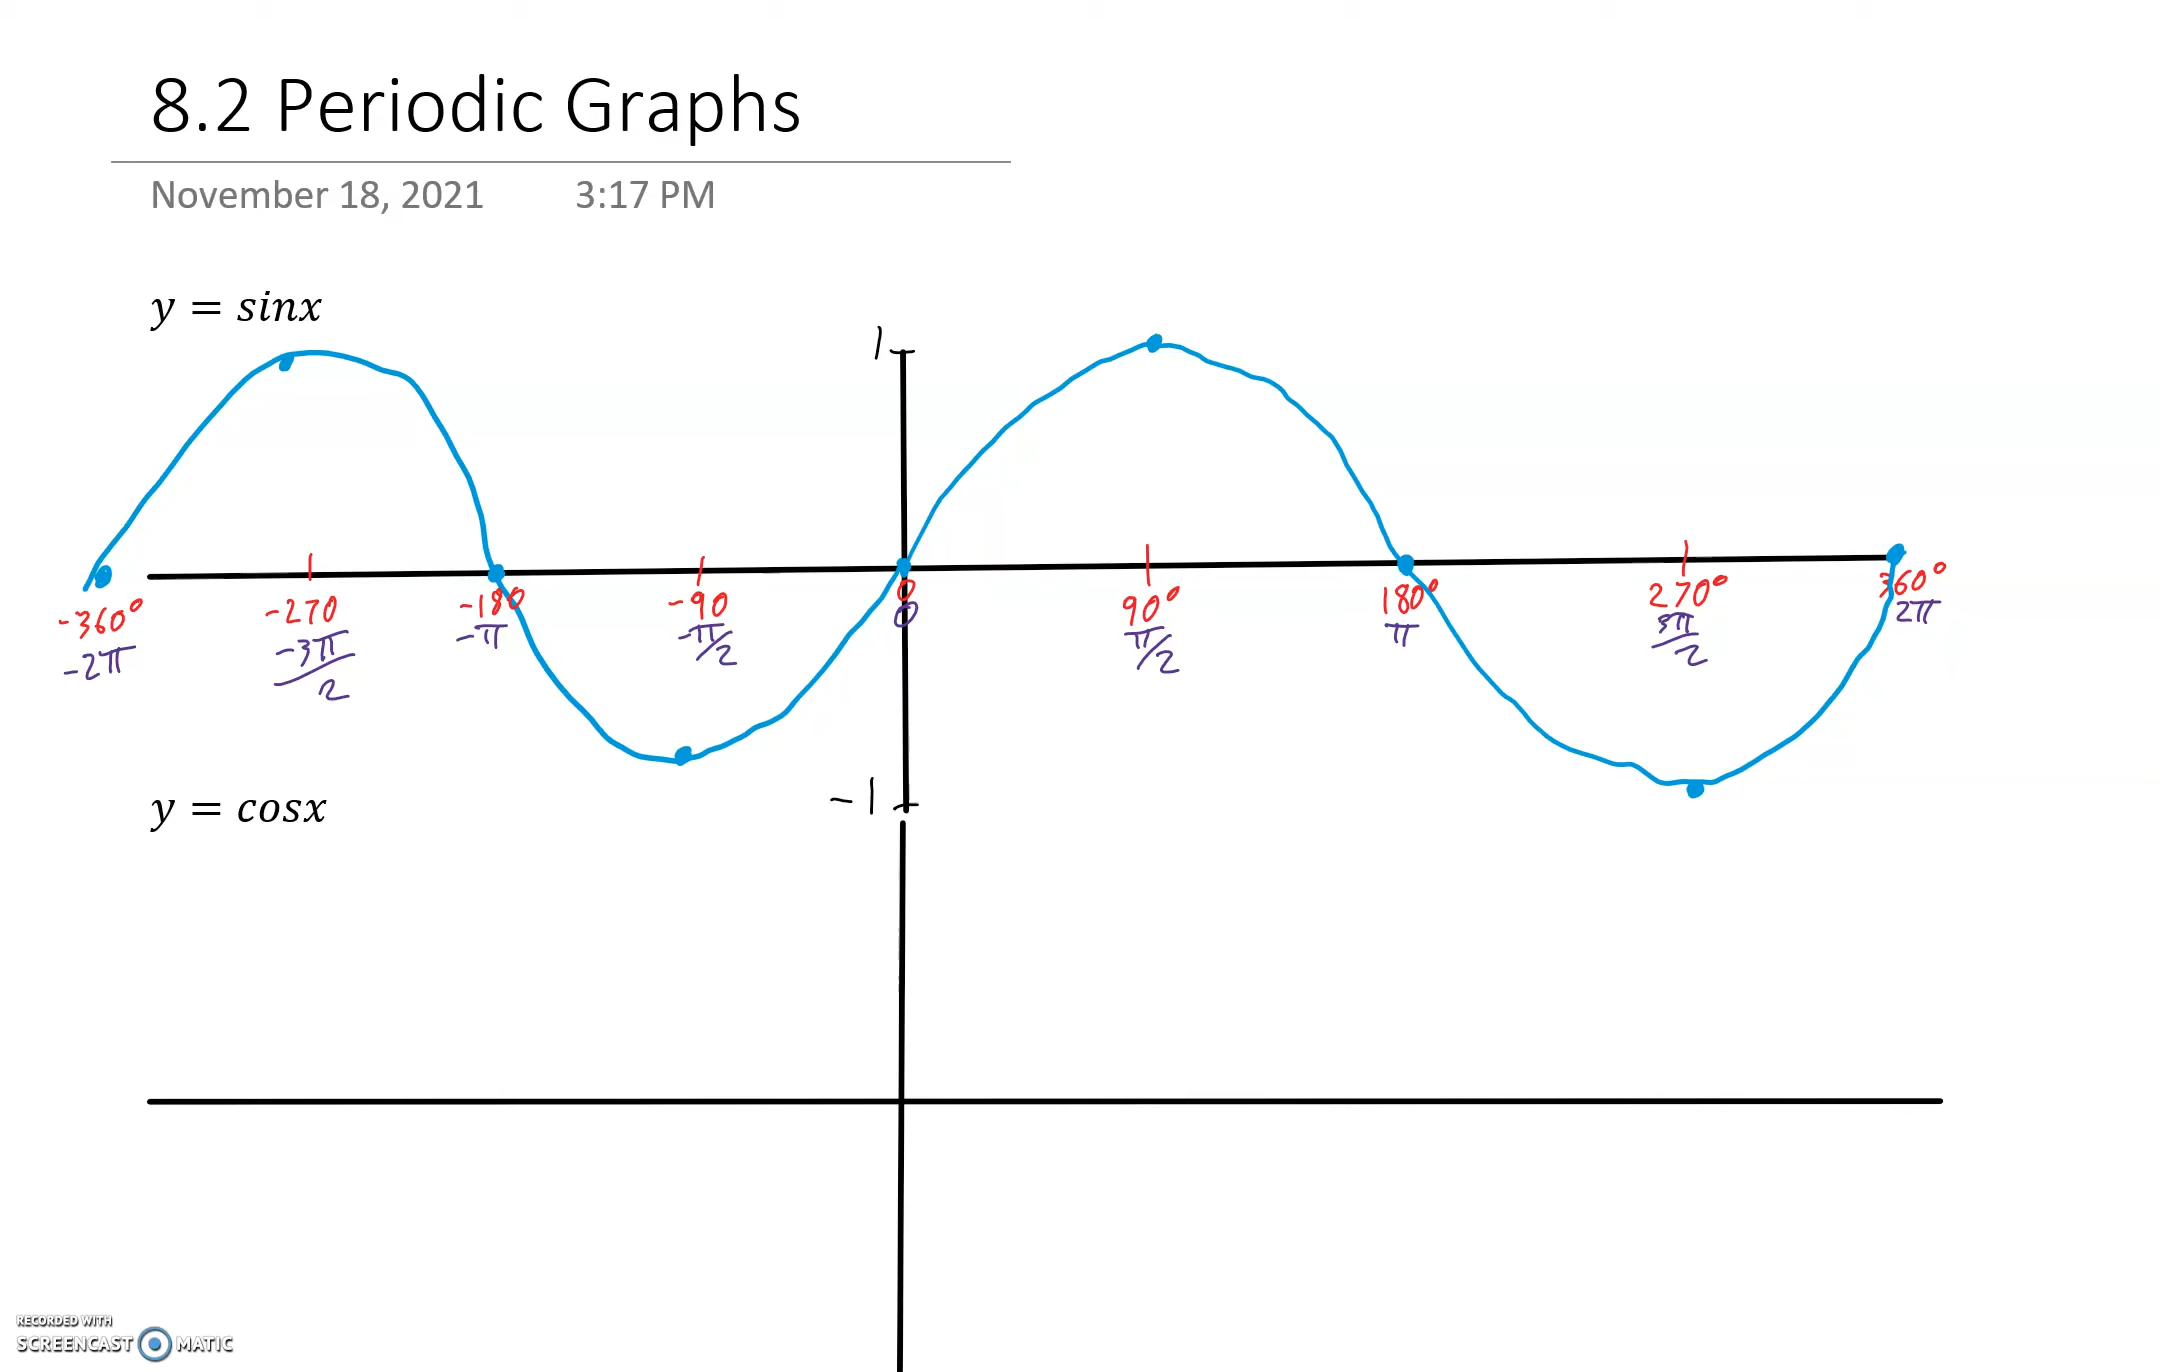 8.2 Periodic Graphs
November 18, 2021 3:17 PM
y = sinx
1
-360° -270 -180 -90 0 90° 180° 270° 360°
-2π -3π/2 -π -π/2 0 π/2 π 3π/2 2π
-1
y = cosx
RECORDED WITH
SCREENCAST MATIC